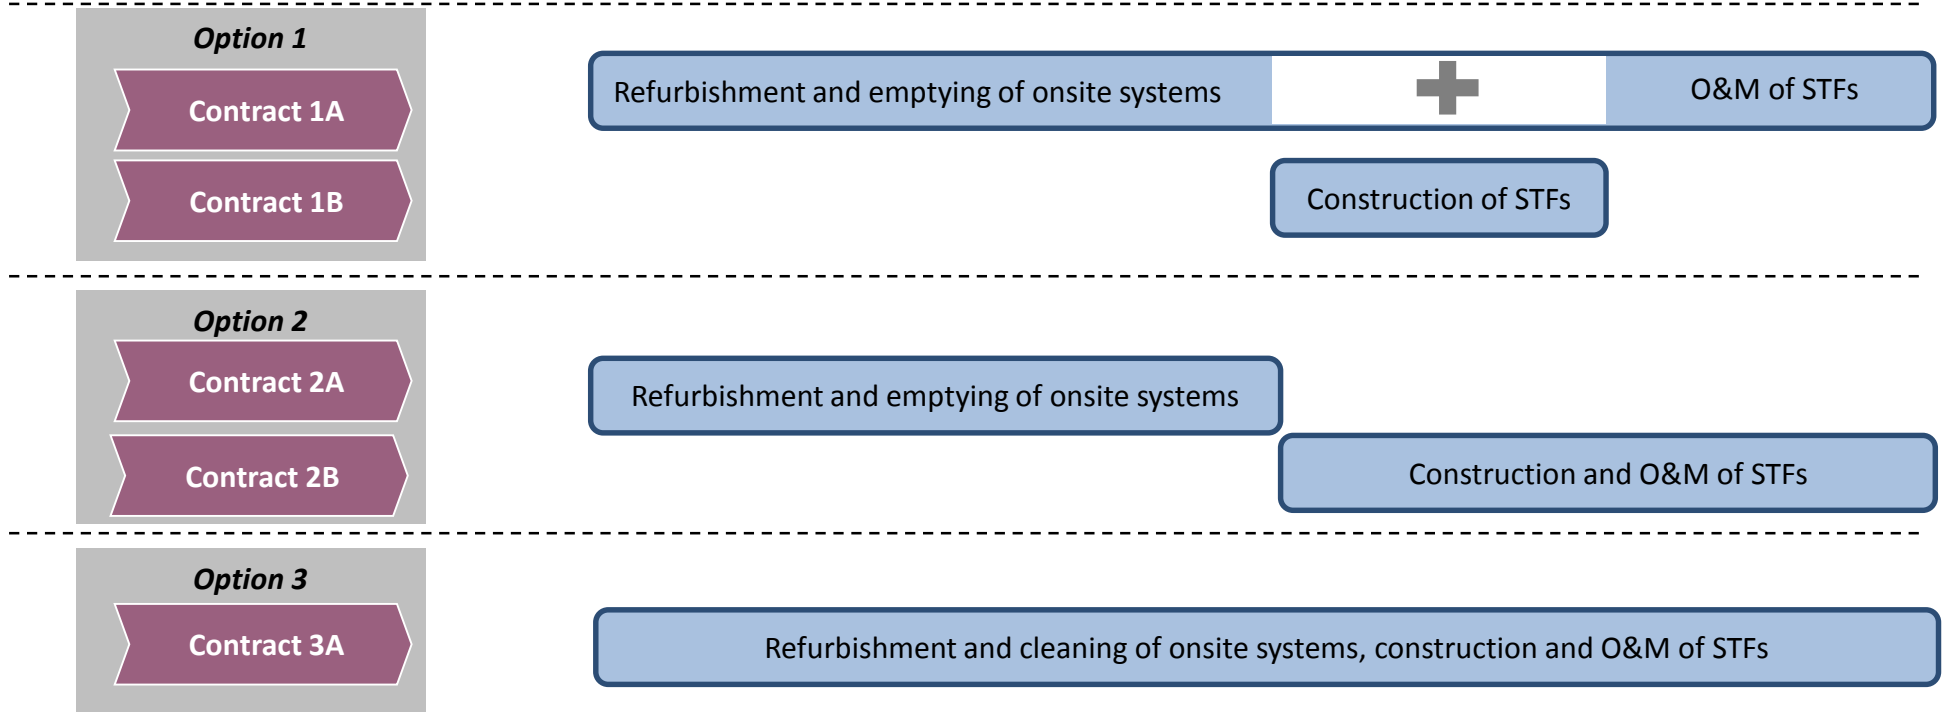 Option 1
Contract 1A
Refurbishment and emptying of onsite systems
O&M of STFs
Contract 1B
Construction of STFs
Option 2
Contract 2A
Refurbishment and emptying of onsite systems
Contract 2B
Construction and O&M of STFs
Option 3
Contract 3A
Refurbishment and cleaning of onsite systems, construction and O&M of STFs